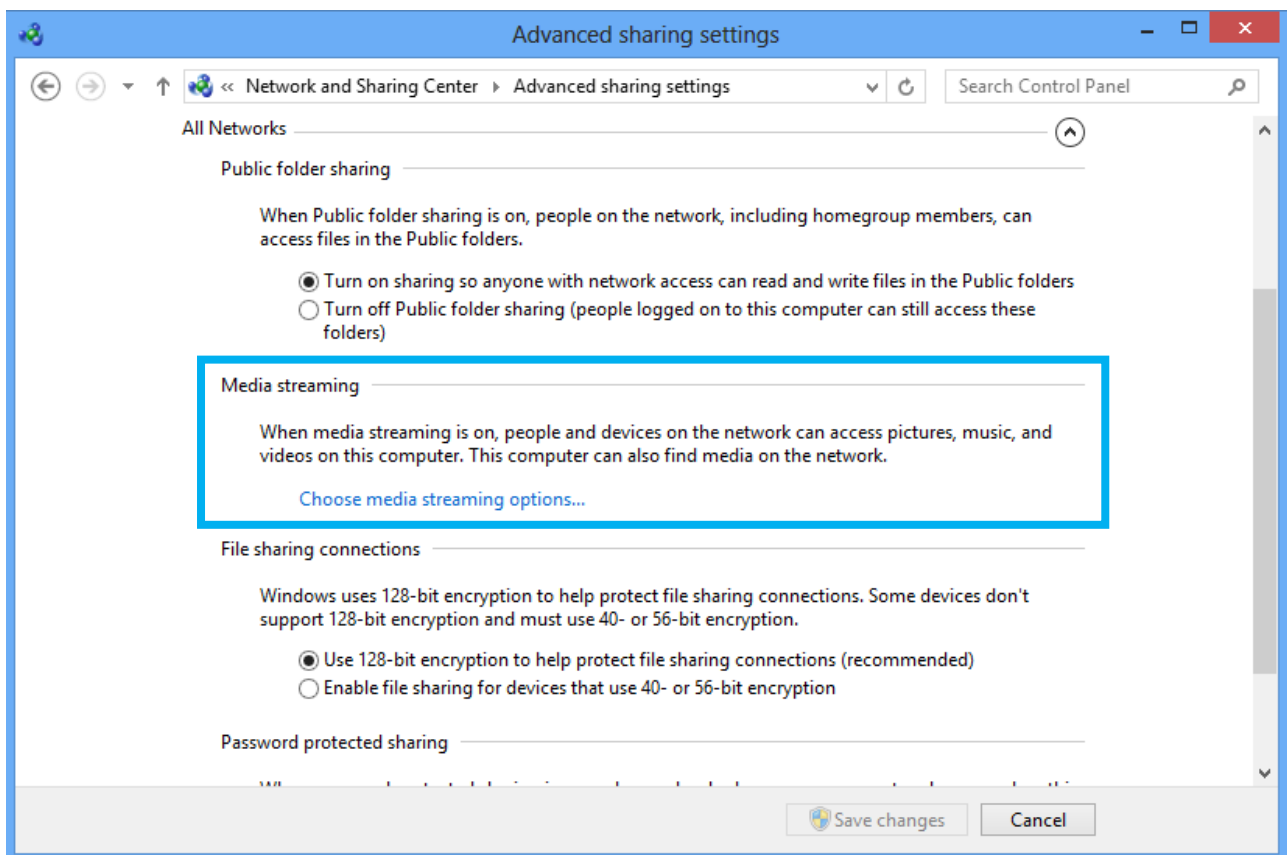 Advanced sharing settings
« Network and Sharing Center Advanced sharing settings
Search Control Panel
All Networks
Public folder sharing
When Public folder sharing is on, people on the network, including homegroup members, can
access files in the Public folders.
Turn on sharing so anyone with network access can read and write files in the Public folders
Turn off Public folder sharing (people logged on to this computer can still access these
folders)
Media streaming
When media streaming is on, people and devices on the network can access pictures, music, and
videos on this computer. This computer can also find media on the network.
Choose media streaming options...
File sharing connections
Windows uses 128-bit encryption to help protect file sharing connections. Some devices don't
support 128-bit encryption and must use 40- or 56-bit encryption.
Use 128-bit encryption to help protect file sharing connections (recommended)
Enable file sharing for devices that use 40- or 56-bit encryption
Password protected sharing
Save changes
Cancel